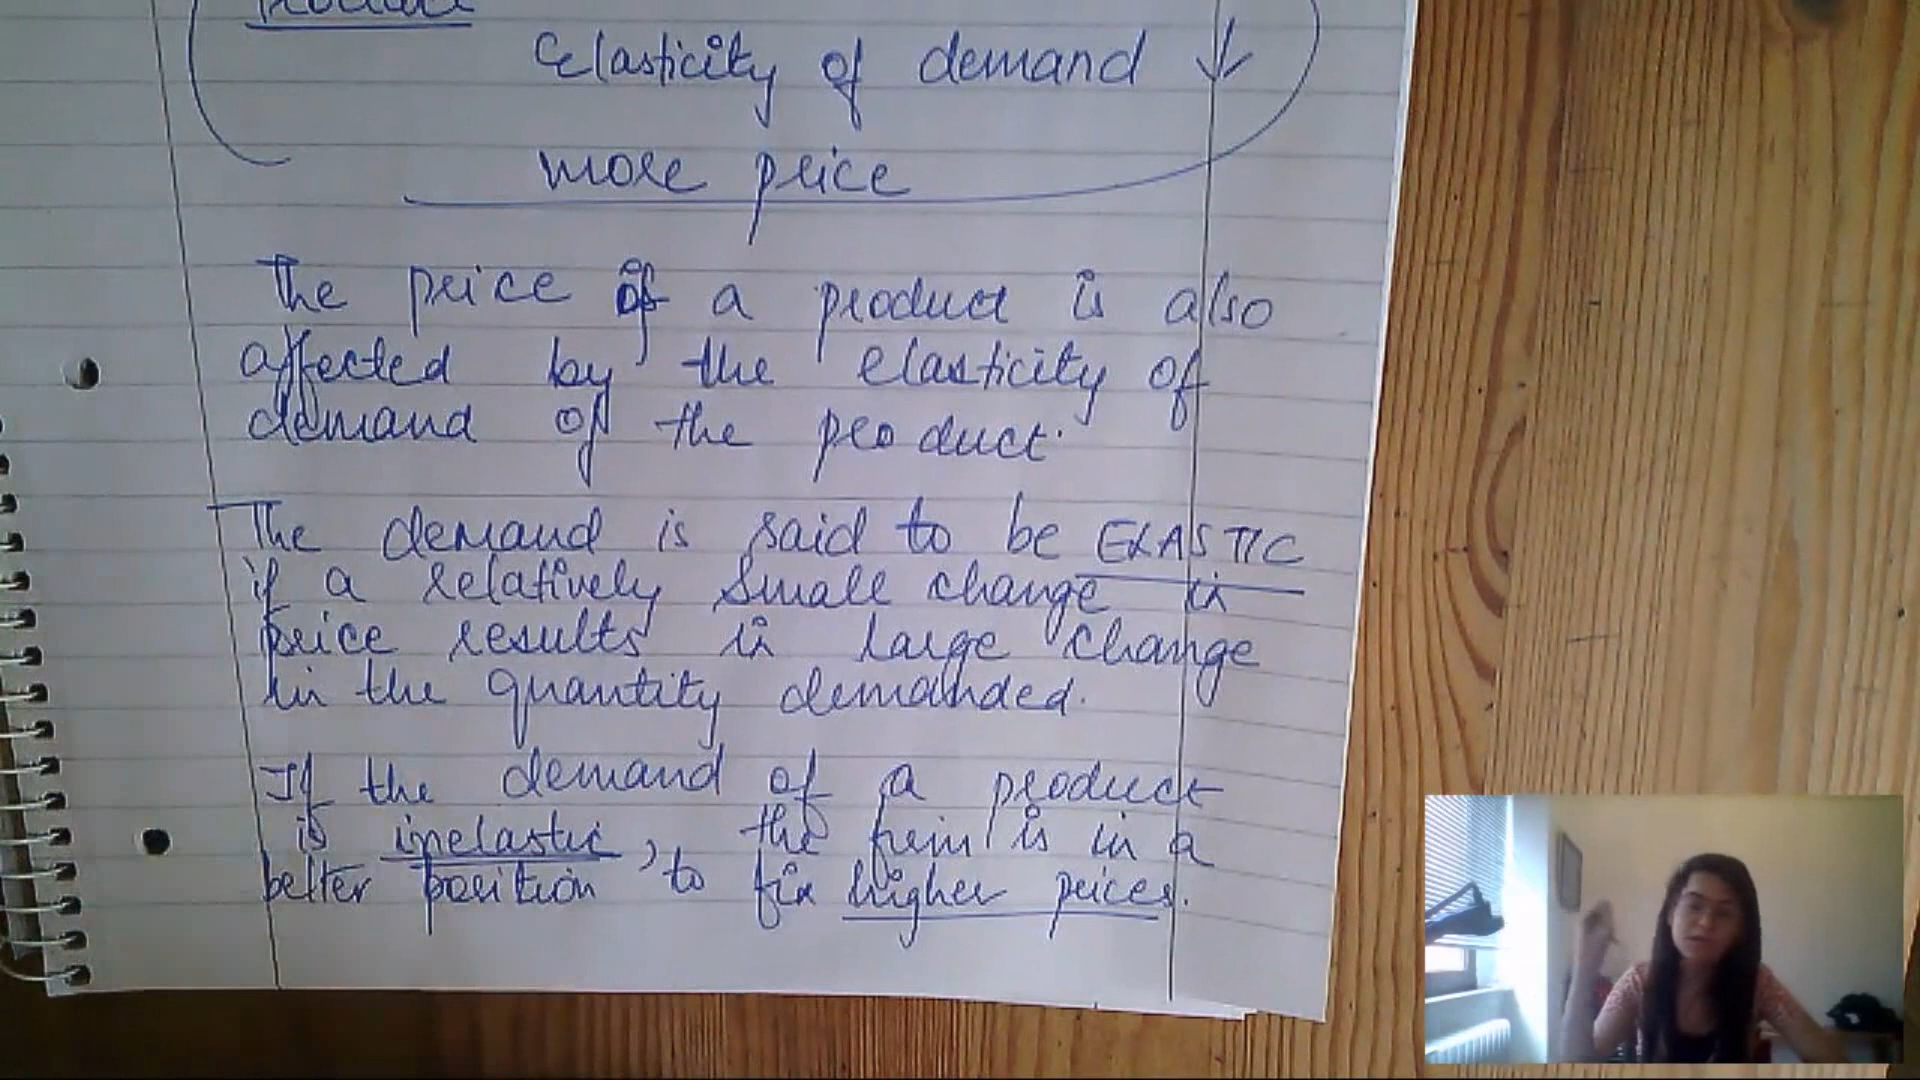 Elasticity of demand ↓
more price
The price of a product is also
affected by the elasticity of
demand of the product.
The demand is said to be ELASTIC
if a relatively small change in
price results in large change
in the quantity demanded.
If the demand of a product
is inelastic, the firm is in a
better position to fix higher prices.